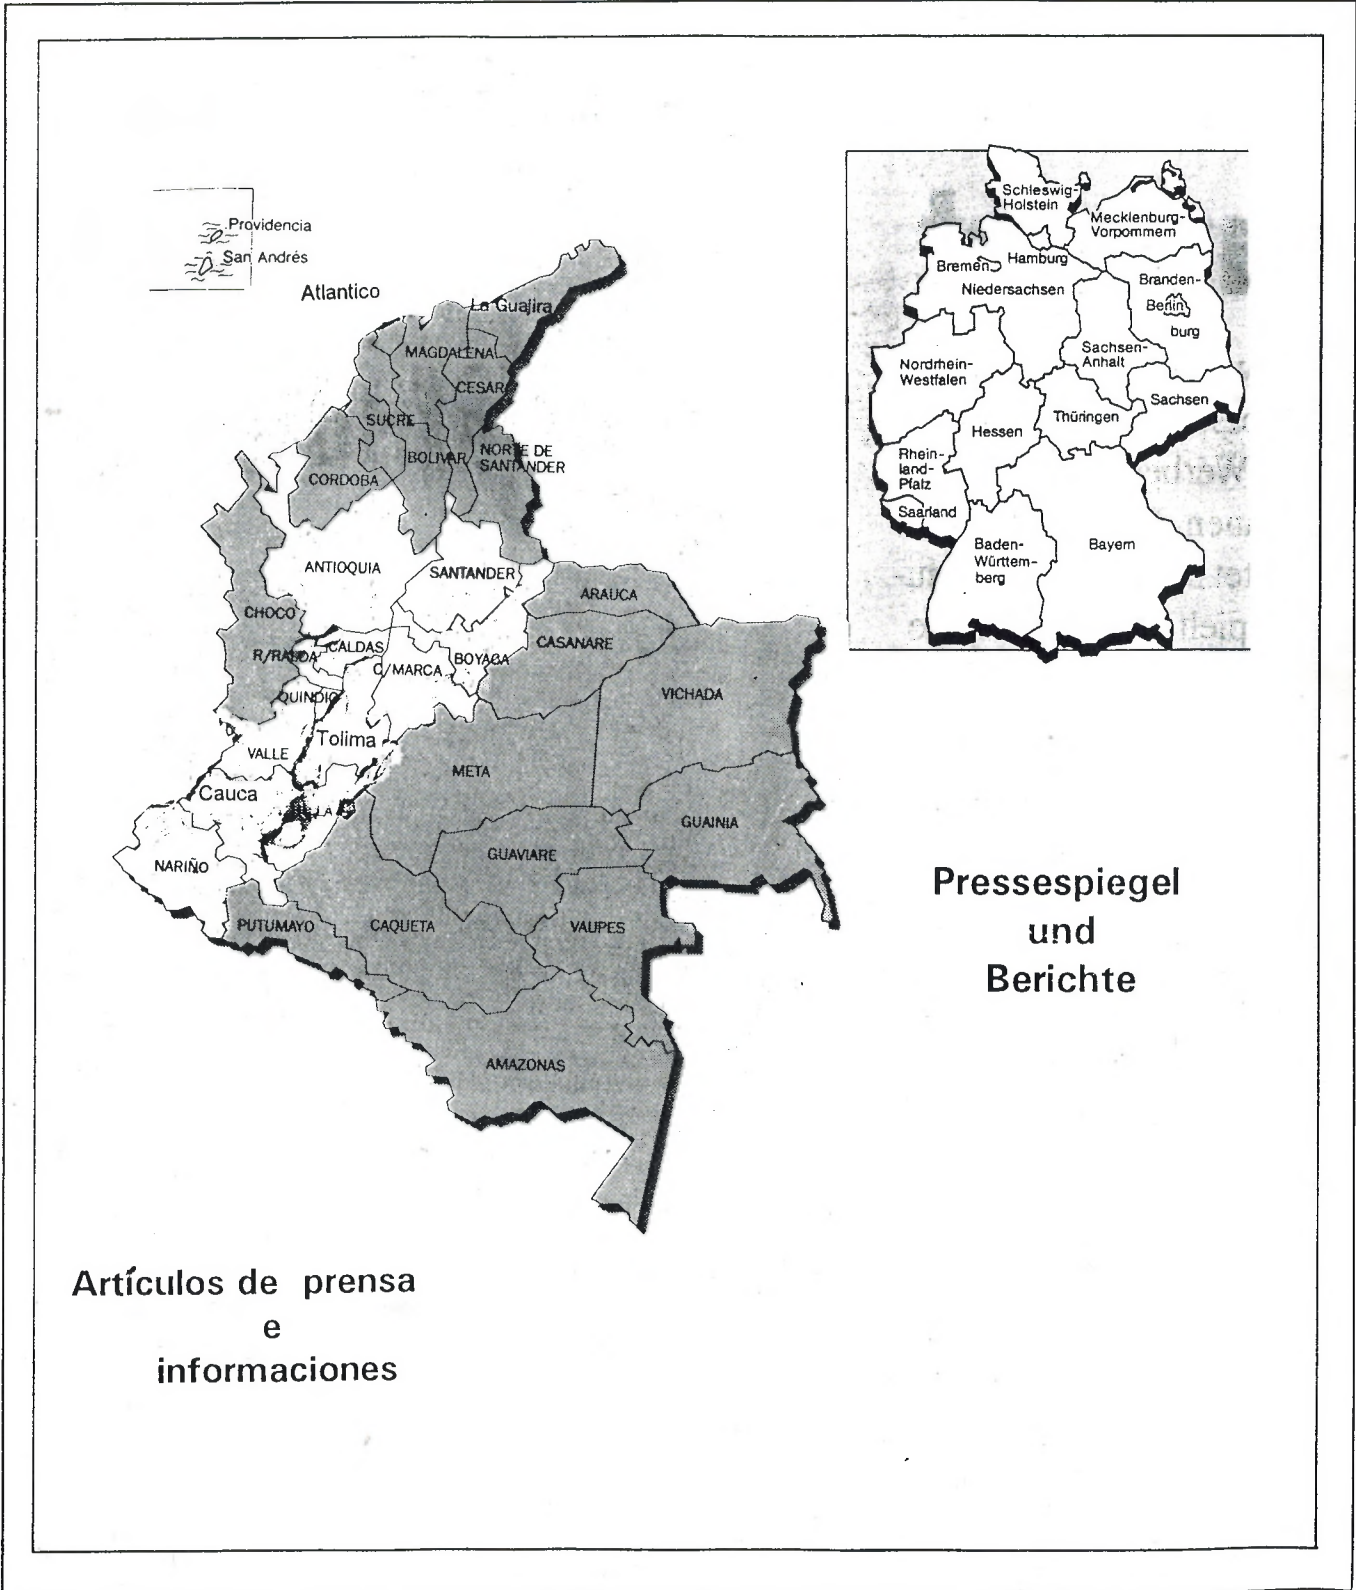 Providencia
San Andrés
Atlantico
La Guajira
MAGDALENA
CESAR
SUCRE
BOLIVAR
NORTE DE
SANTANDER
CORDOBA
ANTIOQUIA
SANTANDER
ARAUCA
CHOCO
CASANARE
CALDAS
C/MARCA
BOYACA
VICHADA
QUINDIO
Tolima
VALLE
META
Cauca
GUAINIA
NARIÑO
GUAVIARE
PUTUMAYO
CAQUETA
VAUPES
AMAZONAS
Schleswig-
Holstein
Mecklenburg-
Vorpommern
Hamburg
Bremen
Niedersachsen
Branden-
Berlin
burg
Sachsen-
Anhalt
Nordrhein-
Westfalen
Sachsen
Thüringen
Hessen
Rhein-
land-
Pfalz
Saarland
Baden-
Württem-
berg
Bayern
Pressespiegel
und
Berichte
Artículos de prensa
e
informaciones